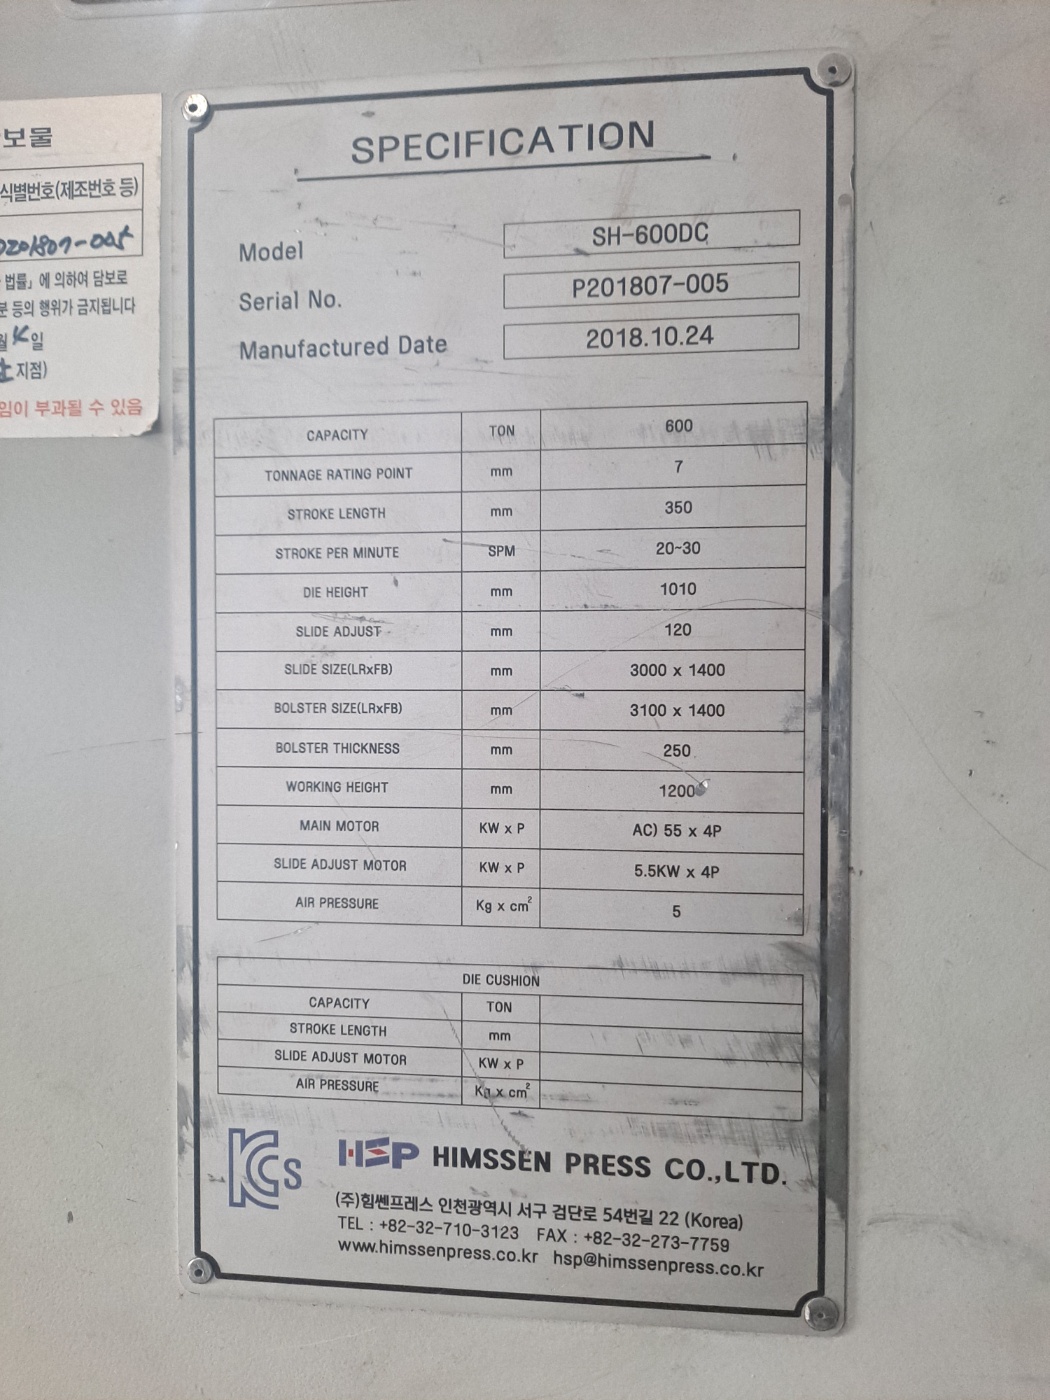 보물
식별번호(제조번호 등)
0201807-005
법률」에 의하여 담보로
분 등의 행위가 금지됩니다
월 4 일
지점)
임이 부과될 수 있음
SPECIFICATION
Model SH-600DC
Serial No. P201807-005
Manufactured Date 2018.10.24
CAPACITY TON 600
TONNAGE RATING POINT mm 7
STROKE LENGTH mm 350
STROKE PER MINUTE SPM 20~30
DIE HEIGHT mm 1010
SLIDE ADJUST mm 120
SLIDE SIZE(LRxFB) mm 3000 x 1400
BOLSTER SIZE(LRxFB) mm 3100 x 1400
BOLSTER THICKNESS mm 250
WORKING HEIGHT mm 1200
MAIN MOTOR KW x P AC) 55 x 4P
SLIDE ADJUST MOTOR KW x P 5.5KW x 4P
AIR PRESSURE Kg x cm² 5
DIE CUSHION
CAPACITY TON
STROKE LENGTH mm
SLIDE ADJUST MOTOR KW x P
AIR PRESSURE Kg x cm²
KCs HSP HIMSSEN PRESS CO.,LTD.
(주)힘쎈프레스 인천광역시 서구 검단로 54번길 22 (Korea)
TEL : +82-32-710-3123 FAX : +82-32-273-7759
www.himssenpress.co.kr hsp@himssenpress.co.kr